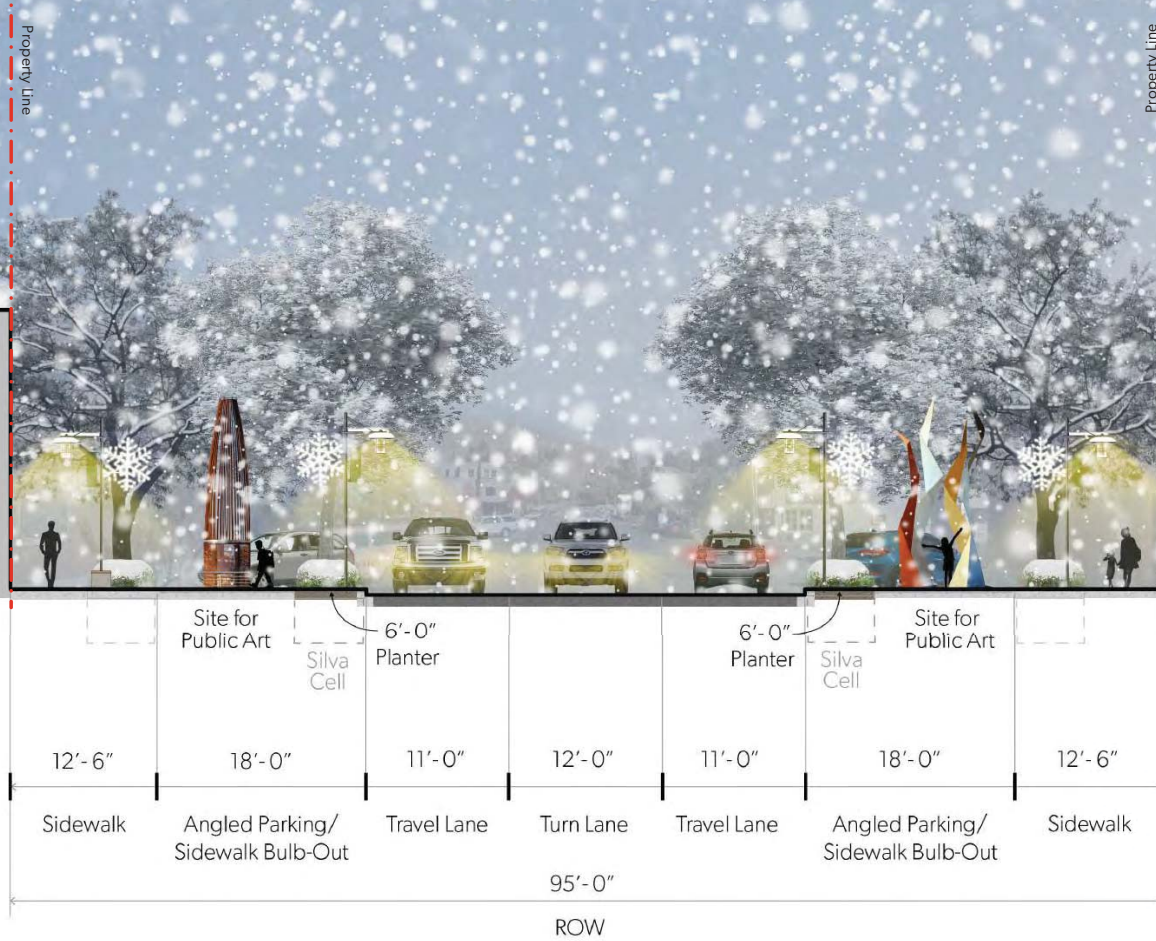 Property Line
Property Line
Site for
Public Art
6'-0"
Planter
Silva
Cell
6'-0"
Planter
Silva
Cell
Site for
Public Art
12'-6"
18'-0"
11'-0"
12'-0"
11'-0"
18'-0"
12'-6"
Sidewalk
Angled Parking/
Sidewalk Bulb-Out
Travel Lane
Turn Lane
Travel Lane
Angled Parking/
Sidewalk Bulb-Out
Sidewalk
95'-0"
ROW